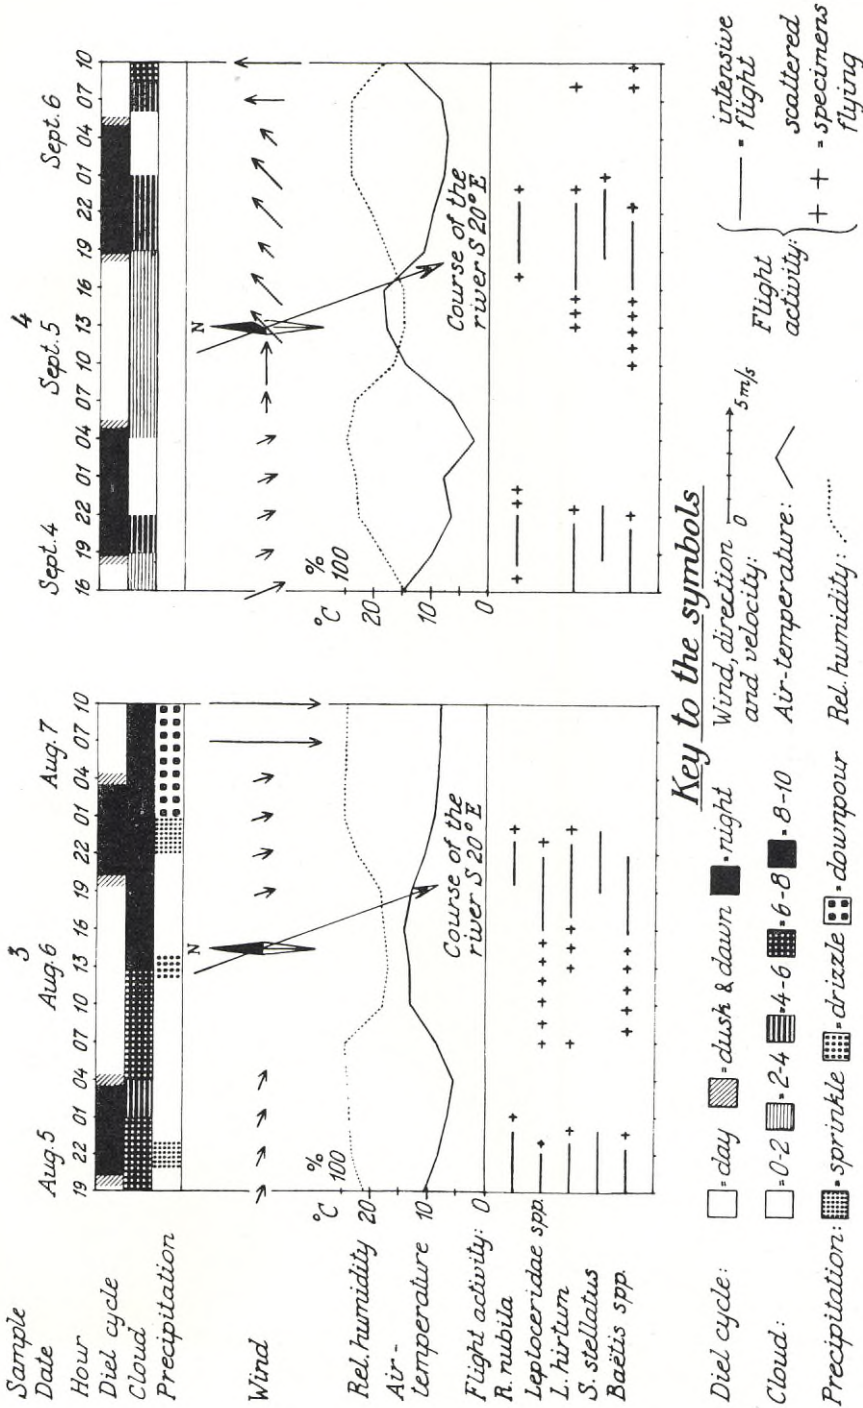 Sample 3 4
Date Aug. 5 Aug. 6 Aug. 7 Sept. 4 Sept. 5 Sept. 6
Hour 19 22 01 04 07 10 13 16 19 22 01 04 07 10 16 19 22 01 04 07 10 13 16 19 22 01 04 07 10
Diel cycle
Cloud
Precipitation
N N
Wind
°C % °C %
Rel. humidity 20 100 20 100
Air-
temperature 10 10
Course of the
river S 20° E
Course of the
river S 20° E
Flight activity: 0 0
R. nubila
Leptoceridae spp.
L. hirtum
S. stellatus
Baëtis spp.
Key to the symbols
Diel cycle: = day = dusk & dawn = night
Cloud: = 0-2 = 2-4 = 4-6 = 6-8 = 8-10
Precipitation: = sprinkle = drizzle = downpour
Wind, direction
and velocity: 0 5 m/s
Air-temperature:
Rel. humidity:
Flight
activity:
= intensive
flight
scattered
+ + = specimens
flying